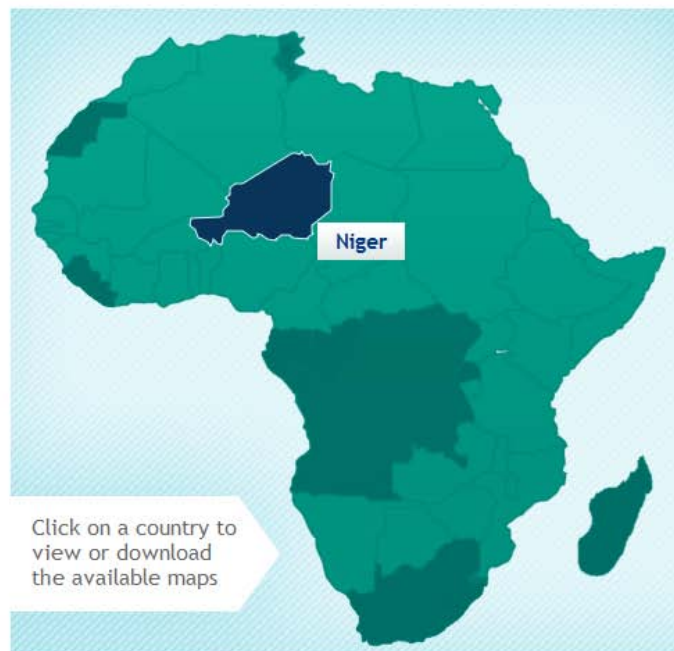 Niger
Click on a country to
view or download
the available maps